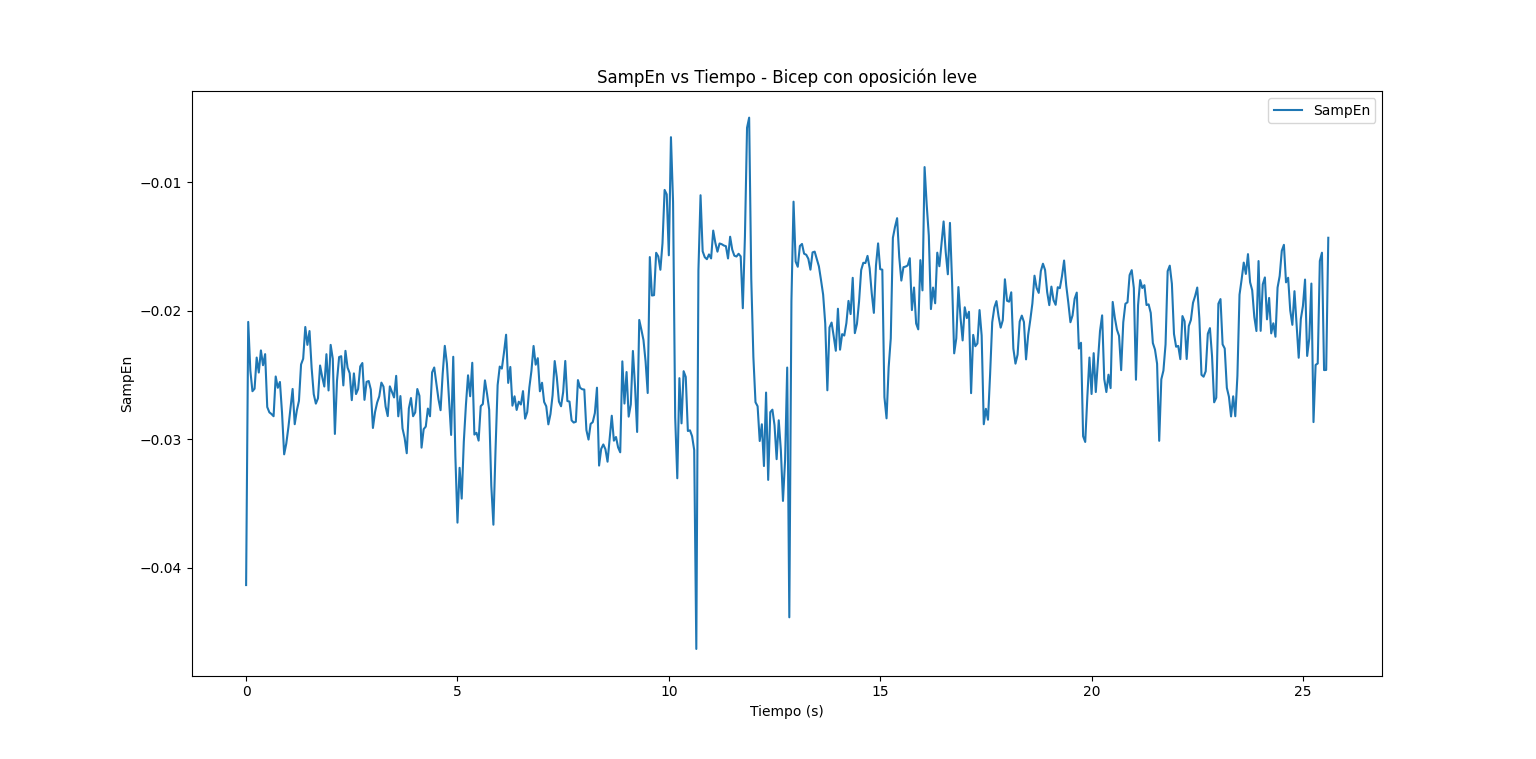 SampEn vs Tiempo - Bicep con oposición leve
SampEn
−0.01
−0.02
−0.03
−0.04
SampEn
0
5
10
15
20
25
Tiempo (s)